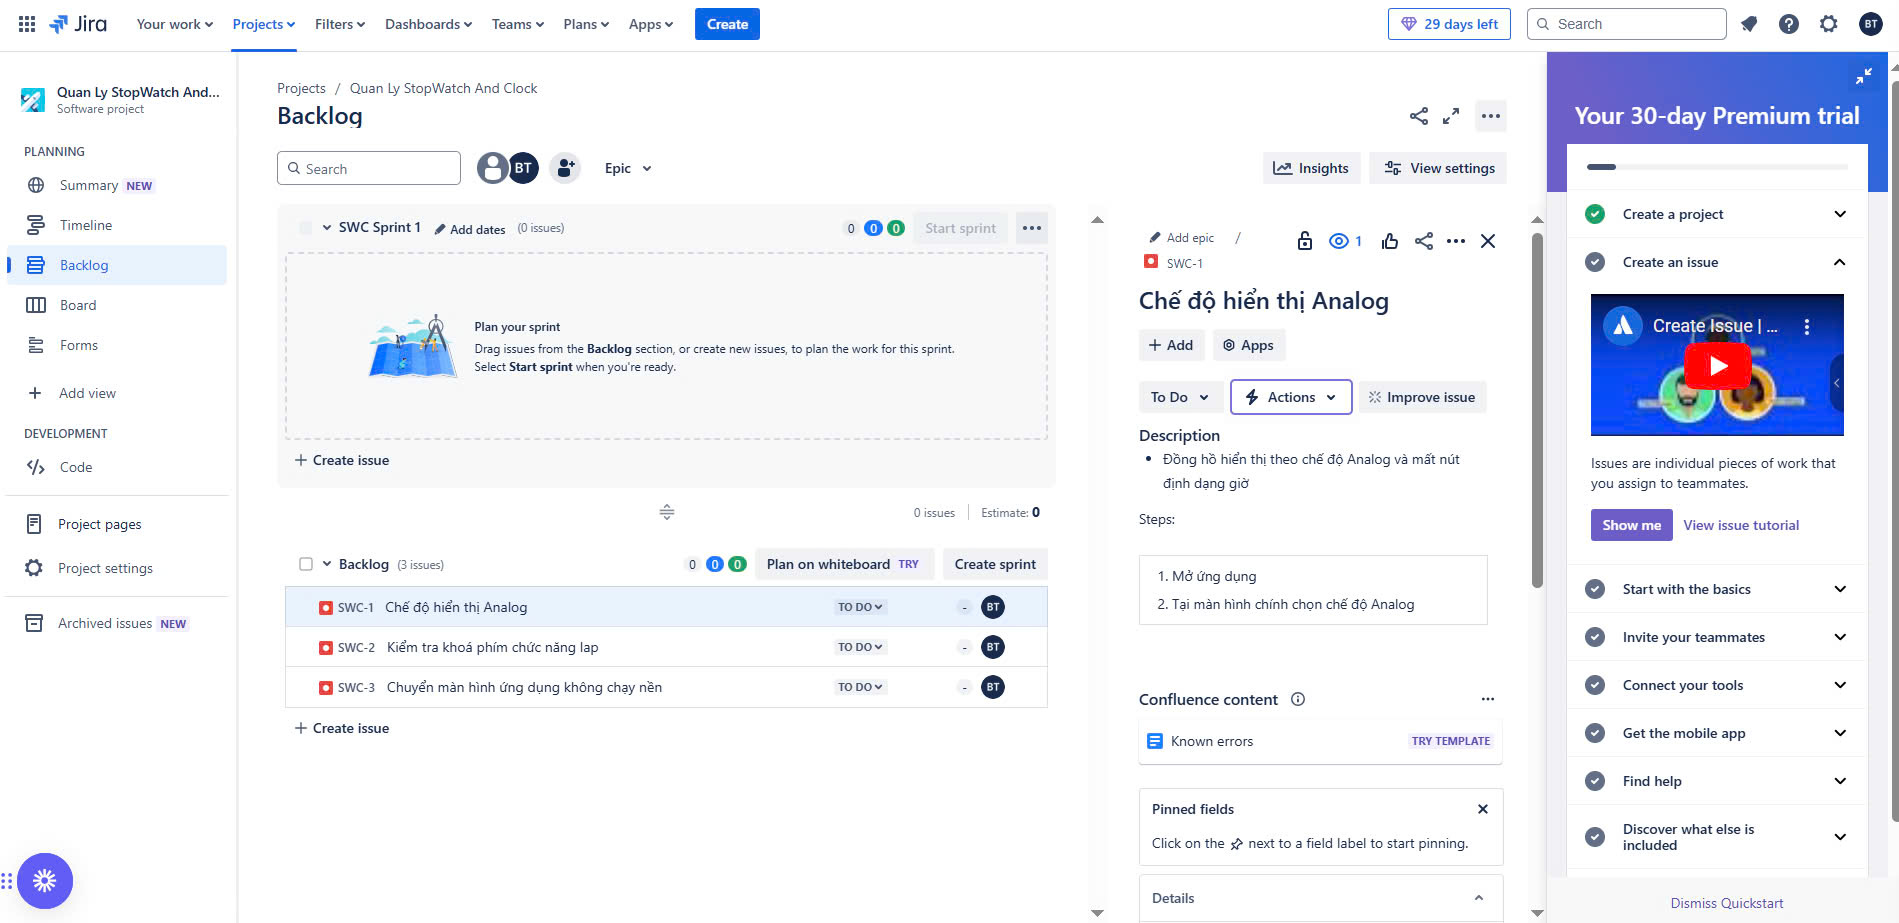 Jira
Your work
Projects
Filters
Dashboards
Teams
Plans
Apps
Create
29 days left
Search
BT
Quan Ly StopWatch And...
Software project
PLANNING
Summary NEW
Timeline
Backlog
Board
Forms
Add view
DEVELOPMENT
Code
Project pages
Project settings
Archived issues NEW
Projects / Quan Ly StopWatch And Clock
Backlog
Search
BT
Epic
Insights
View settings
SWC Sprint 1 Add dates (0 issues)
0 0 0
Start sprint
Plan your sprint
Drag issues from the Backlog section, or create new issues, to plan the work for this sprint.
Select Start sprint when you're ready.
+ Create issue
0 issues
Estimate: 0
Backlog (3 issues)
0 0 0
Plan on whiteboard TRY
Create sprint
SWC-1 Chế độ hiển thị Analog TO DO - BT
SWC-2 Kiểm tra khoá phím chức năng lap TO DO - BT
SWC-3 Chuyển màn hình ứng dụng không chạy nền TO DO - BT
+ Create issue
Add epic /
1
SWC-1
Chế độ hiển thị Analog
+ Add
Apps
To Do
Actions
Improve issue
Description
• Đồng hồ hiển thị theo chế độ Analog và mất nút
định dạng giờ
Steps:
1. Mở ứng dụng
2. Tại màn hình chính chọn chế độ Analog
Confluence content
Known errors
TRY TEMPLATE
Pinned fields
Click on the next to a field label to start pinning.
Details
Your 30-day Premium trial
Create a project
Create an issue
Create Issue | ...
Issues are individual pieces of work that
you assign to teammates.
Show me
View issue tutorial
Start with the basics
Invite your teammates
Connect your tools
Get the mobile app
Find help
Discover what else is
included
Dismiss Quickstart